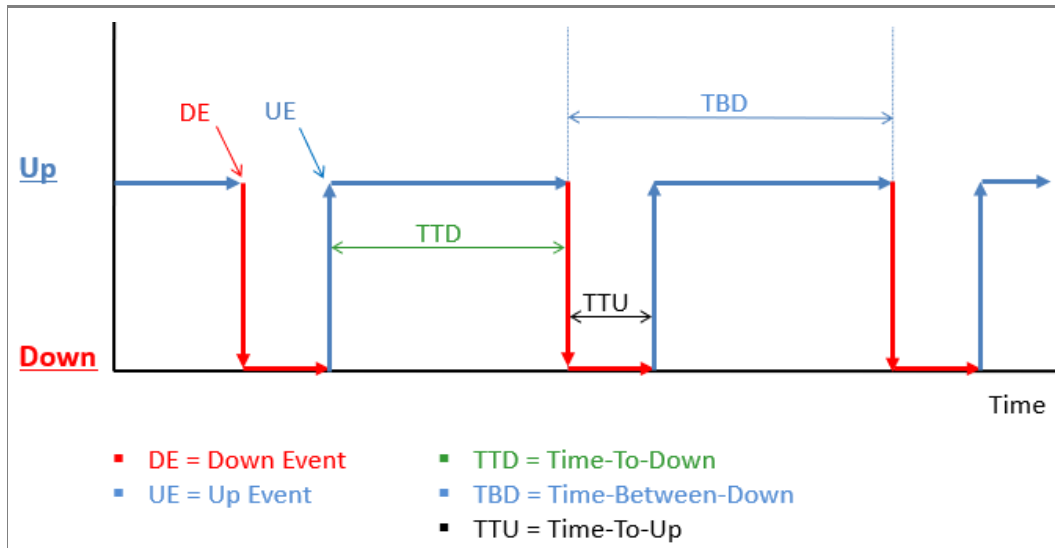 TBD
DE
UE
Up
TTD
TTU
Down
Time
▪ DE = Down Event
▪ UE = Up Event
▪ TTD = Time-To-Down
▪ TBD = Time-Between-Down
▪ TTU = Time-To-Up